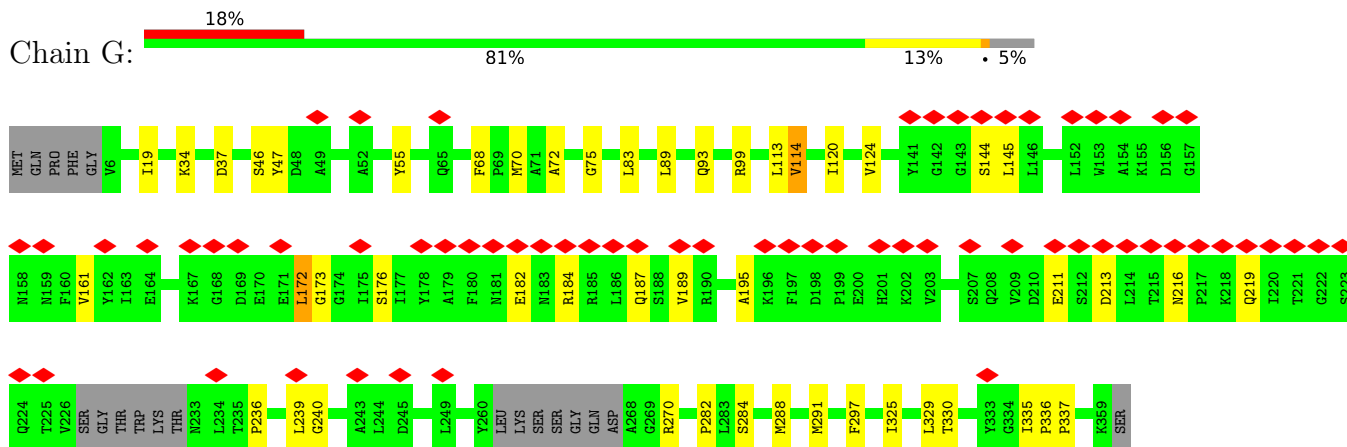 18%
Chain G:
81% 13% • 5%
MET GLN PRO PHE GLY V6 I19 K34 D37 S46 Y47 D48 A49 A52 Y55 Q65 F68 P69 M70 A71 A72 G75 L83 L89 Q93 R99 L113 V114 I120 V124 Y141 G142 G143 S144 L145 L146 L152 W153 A154 K155 D156 G157
N158 N159 F160 V161 Y162 I163 E164 K167 G168 D169 E170 E171 L172 G173 G174 I175 S176 I177 Y178 A179 F180 N181 E182 N183 R184 R185 L186 Q187 S188 V189 R190 A195 K196 F197 D198 P199 E200 H201 K202 V203 S207 Q208 V209 D210 E211 S212 D213 L214 T215 N216 P217 K218 Q219 I220 T221 G222 S223
Q224 T225 V226 SER GLY THR TRP LYS THR N233 L234 T235 P236 L239 G240 A243 L244 D245 L249 Y260 LEU LYS SER SER GLY GLN ASP A268 G269 R270 P282 L283 S284 M288 M291 F297 I325 L329 T330 Y333 G334 I335 P336 P337 K359 SER